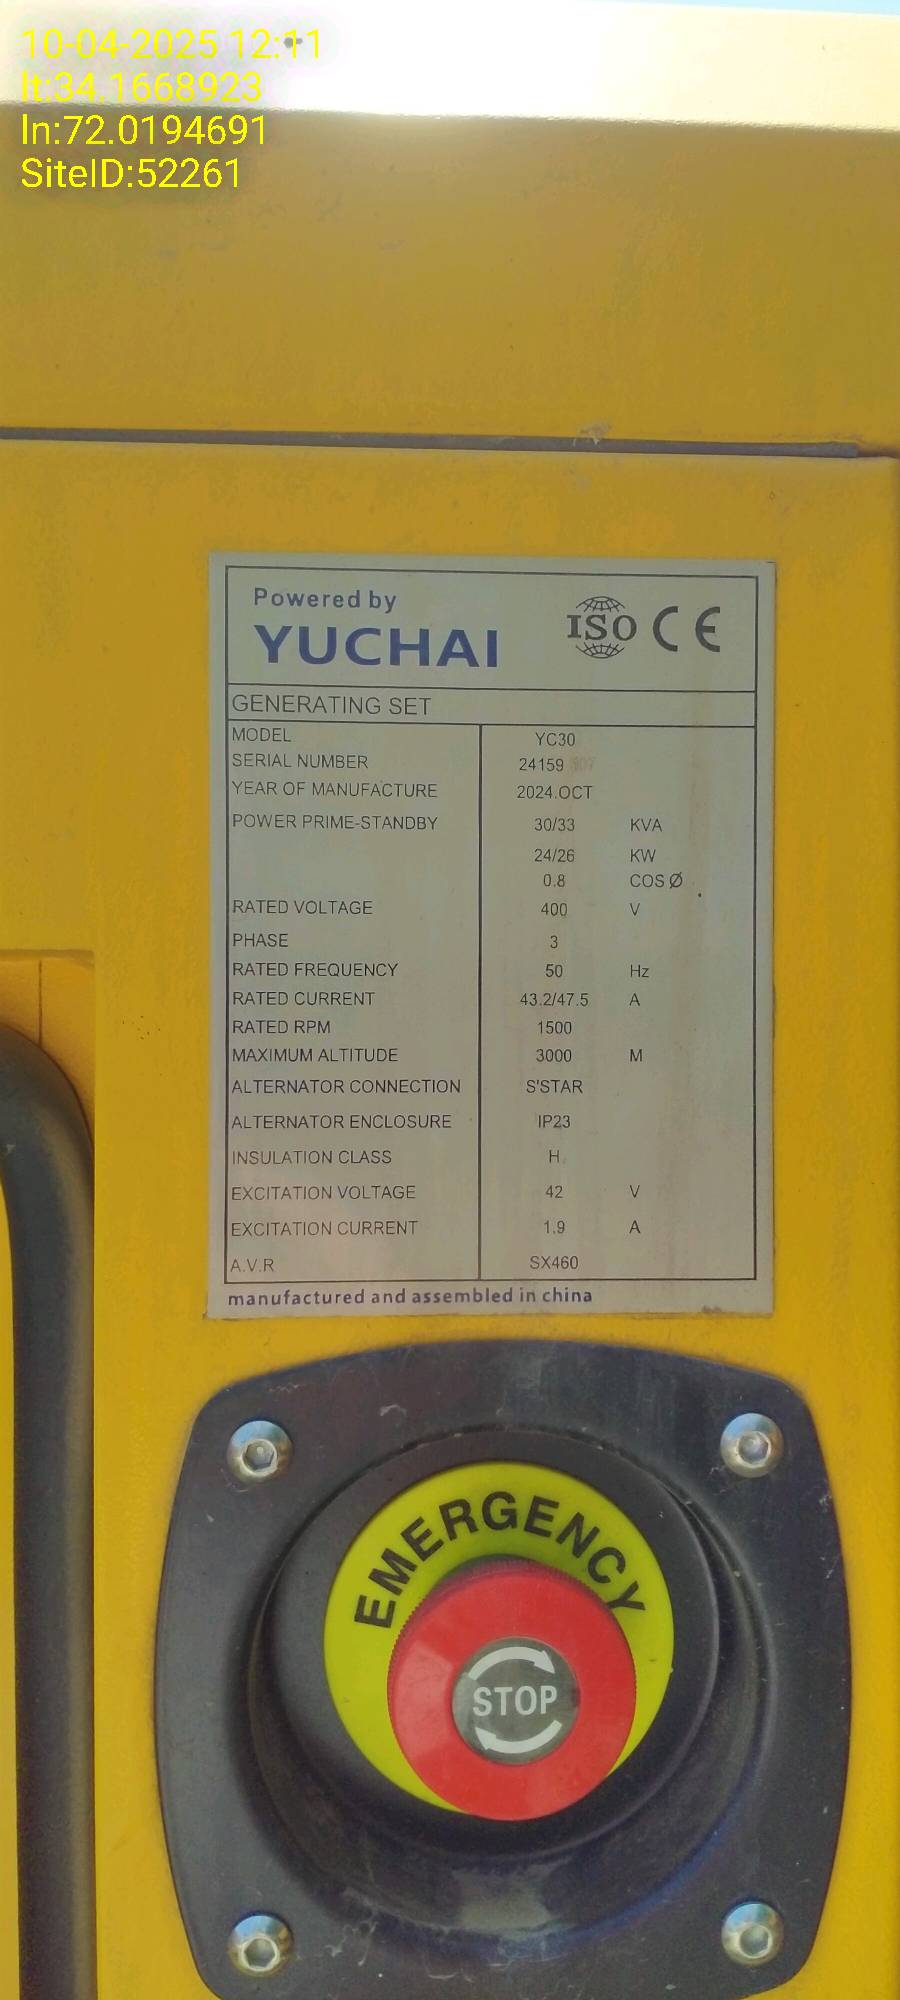 10-04-2025 12:11
lt:34.1668923
ln:72.0194691
SiteID:52261
Powered by
YUCHAI
ISO CE
GENERATING SET
MODEL YC30
SERIAL NUMBER 24159
YEAR OF MANUFACTURE 2024.OCT
POWER PRIME-STANDBY 30/33 KVA
24/26 KW
0.8 COS Ø
RATED VOLTAGE 400 V
PHASE 3
RATED FREQUENCY 50 Hz
RATED CURRENT 43.2/47.5 A
RATED RPM 1500
MAXIMUM ALTITUDE 3000 M
ALTERNATOR CONNECTION S'STAR
ALTERNATOR ENCLOSURE IP23
INSULATION CLASS H
EXCITATION VOLTAGE 42 V
EXCITATION CURRENT 1.9 A
A.V.R SX460
manufactured and assembled in china
EMERGENCY
STOP